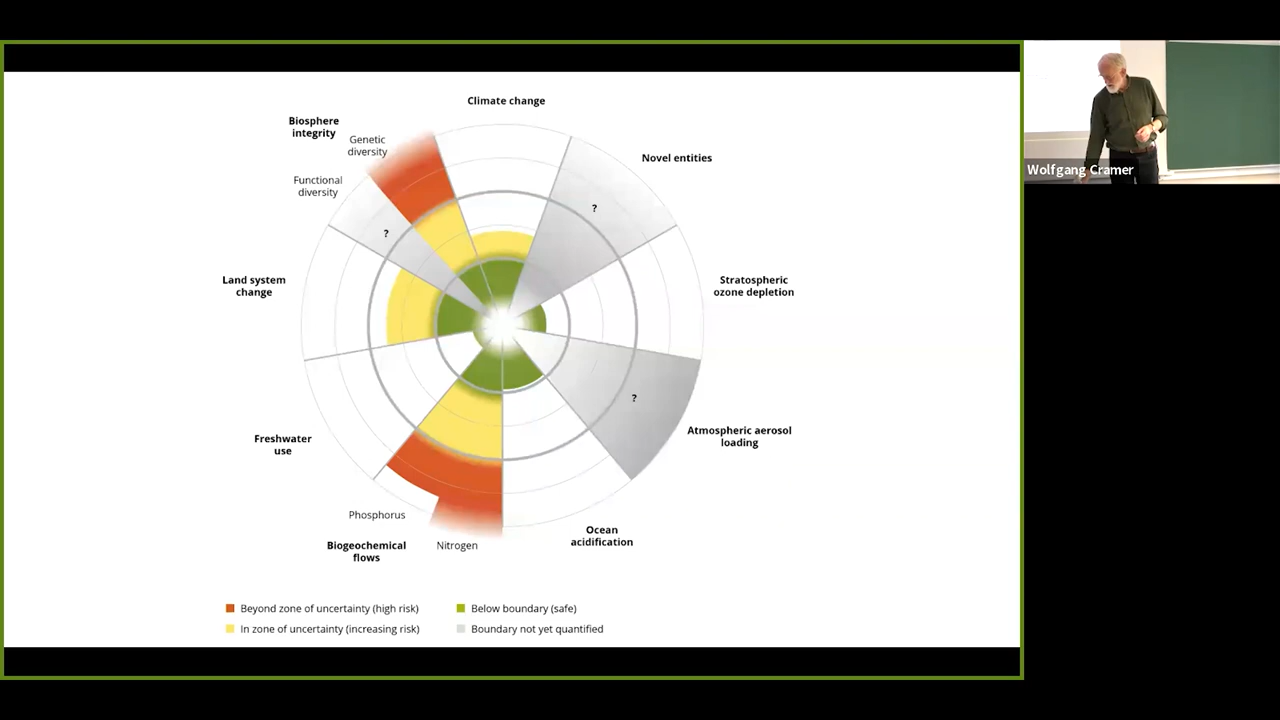 Climate change
Biosphere
integrity
Genetic
diversity
Functional
diversity
?
Novel entities
?
Land system
change
Stratospheric
ozone depletion
?
Atmospheric aerosol
loading
Freshwater
use
Phosphorus
Biogeochemical
flows
Nitrogen
Ocean
acidification
Beyond zone of uncertainty (high risk)
Below boundary (safe)
In zone of uncertainty (increasing risk)
Boundary not yet quantified
Wolfgang Cramer